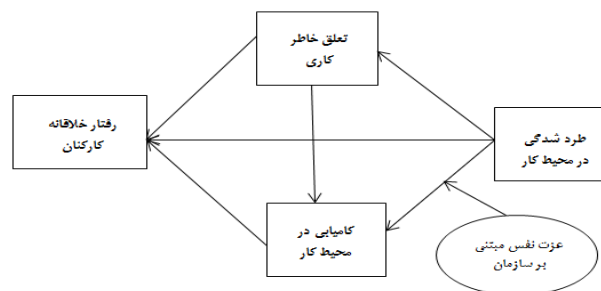 تعلق خاطر
کاری
رفتار خلاقانه
کارکنان
طرد شدگی
در محیط کار
کامیابی در
محیط کار
عزت نفس مبتنی
بر سازمان